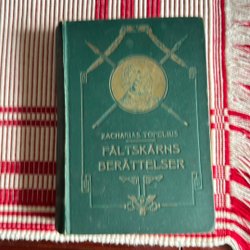 ZACHARIAS TOPELIUS
FÄLTSKÄRNS
BERÄTTELSER